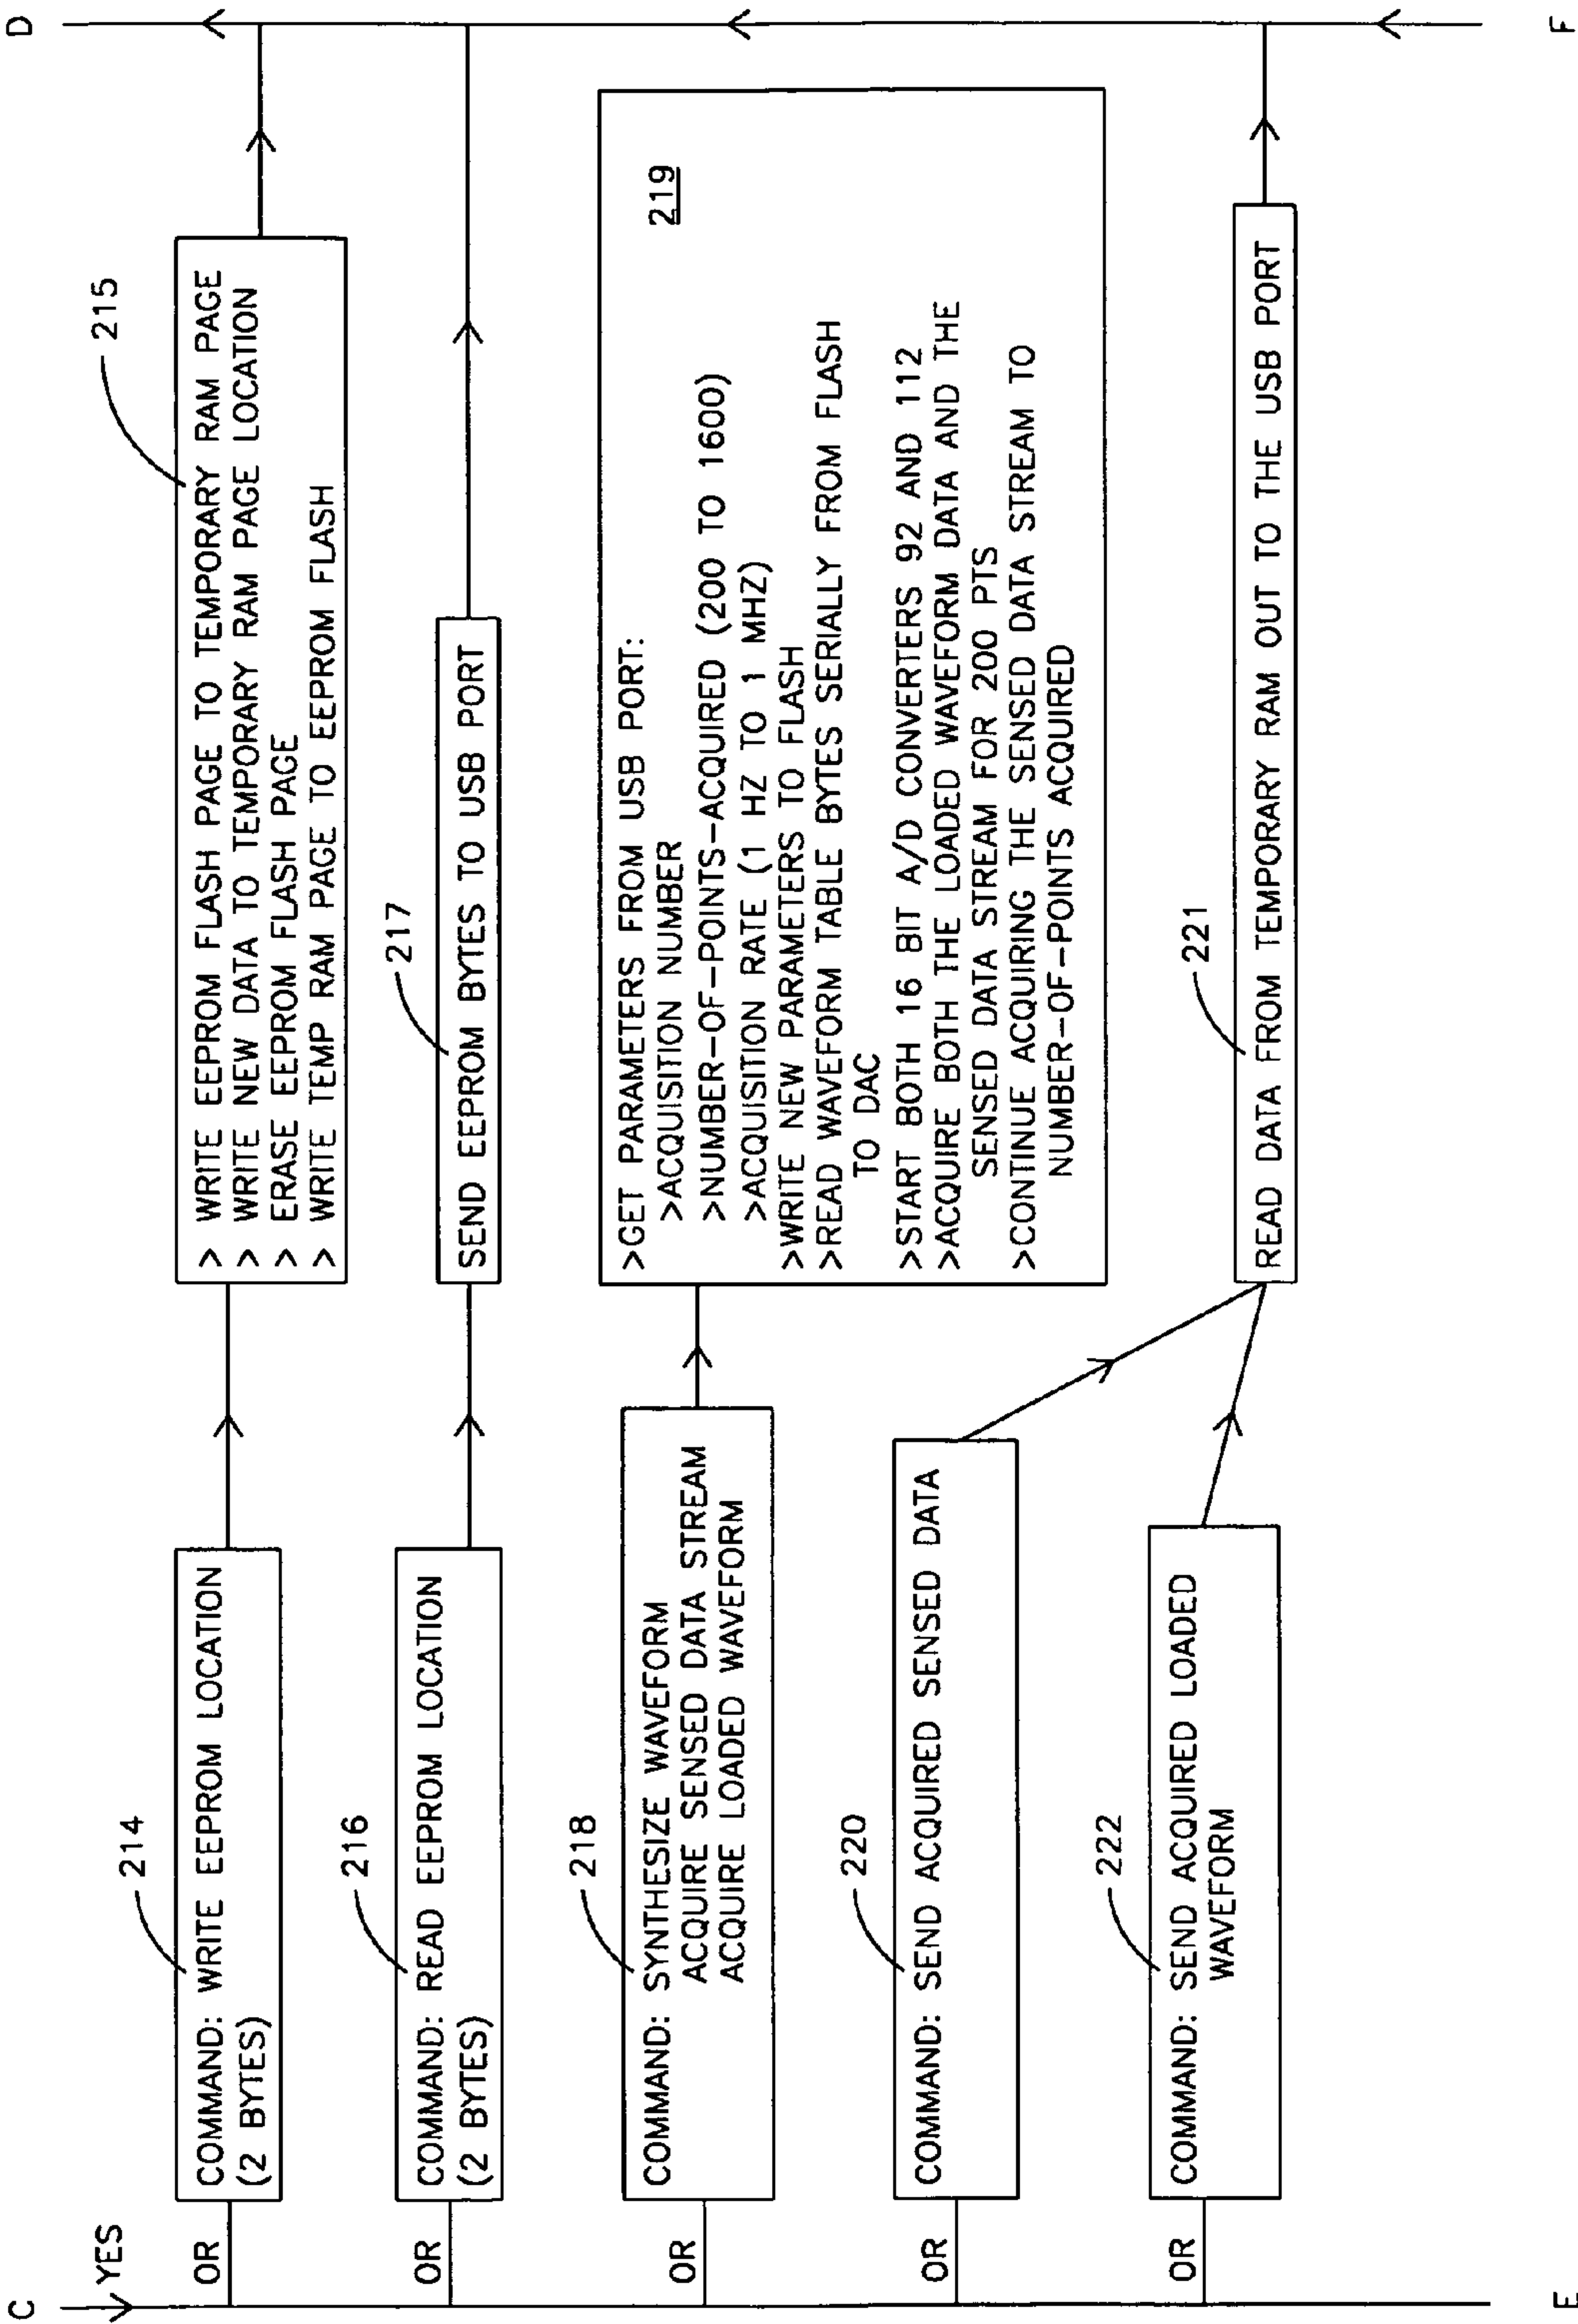 C
D
YES
OR
214
COMMAND: WRITE EEPROM LOCATION
(2 BYTES)
215
> WRITE EEPROM FLASH PAGE TO TEMPORARY RAM PAGE
> WRITE NEW DATA TO TEMPORARY RAM PAGE LOCATION
> ERASE EEPROM FLASH PAGE
> WRITE TEMP RAM PAGE TO EEPROM FLASH
OR
216
COMMAND: READ EEPROM LOCATION
(2 BYTES)
217
SEND EEPROM BYTES TO USB PORT
OR
218
COMMAND: SYNTHESIZE WAVEFORM
ACQUIRE SENSED DATA STREAM
ACQUIRE LOADED WAVEFORM
219
>GET PARAMETERS FROM USB PORT:
>ACQUISITION NUMBER
>NUMBER-OF-POINTS-ACQUIRED (200 TO 1600)
>ACQUISITION RATE (1 HZ TO 1 MHZ)
>WRITE NEW PARAMETERS TO FLASH
>READ WAVEFORM TABLE BYTES SERIALLY FROM FLASH
TO DAC
>START BOTH 16 BIT A/D CONVERTERS 92 AND 112
>ACQUIRE BOTH THE LOADED WAVEFORM DATA AND THE
SENSED DATA STREAM FOR 200 PTS
>CONTINUE ACQUIRING THE SENSED DATA STREAM TO
NUMBER-OF-POINTS ACQUIRED
OR
220
COMMAND: SEND ACQUIRED SENSED DATA
OR
222
COMMAND: SEND ACQUIRED LOADED
WAVEFORM
221
READ DATA FROM TEMPORARY RAM OUT TO THE USB PORT
E
F